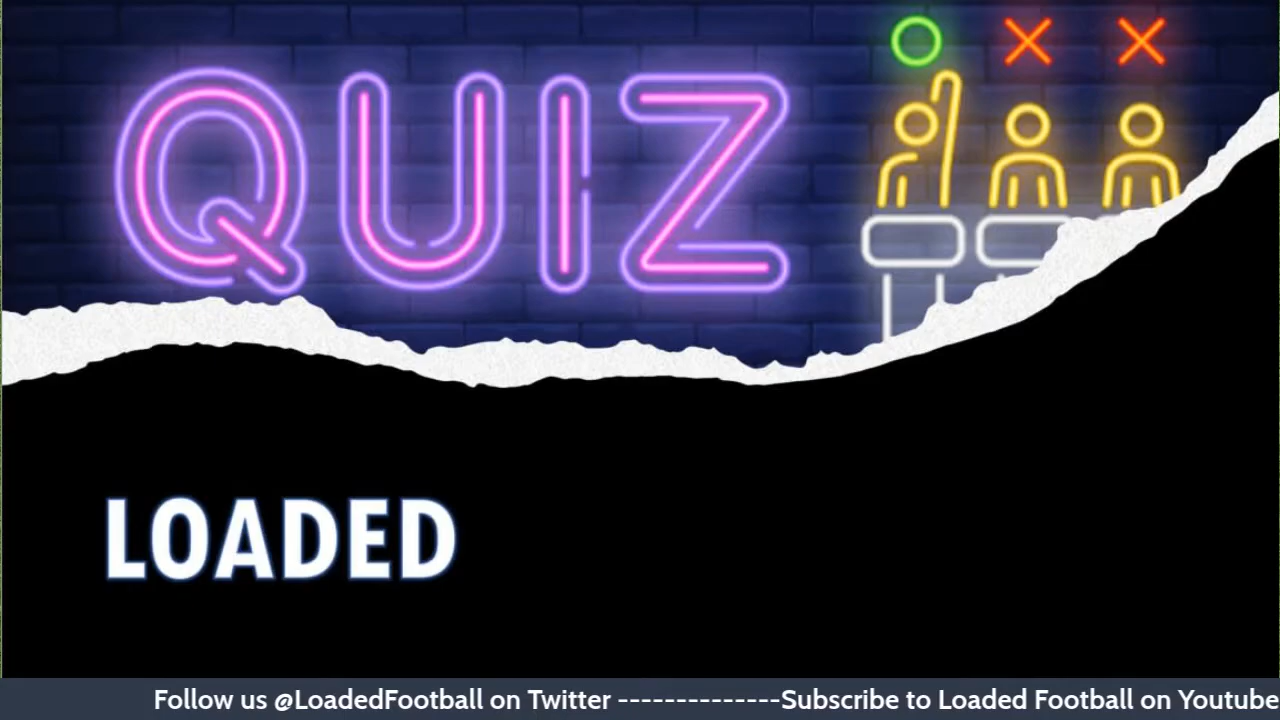 QUIZ
LOADED
Follow us @LoadedFootball on Twitter --------------Subscribe to Loaded Football on Youtube